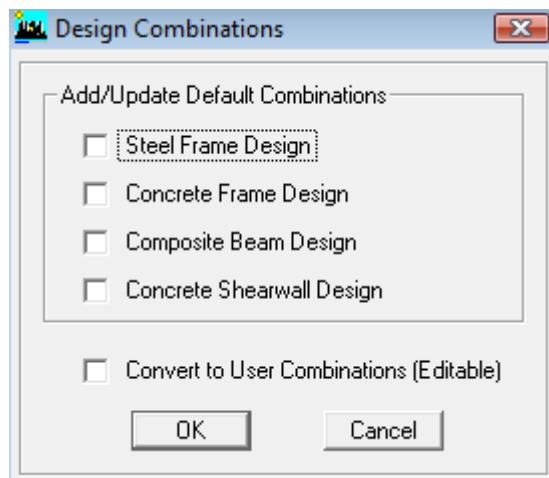 Design Combinations
Add/Update Default Combinations
Steel Frame Design
Concrete Frame Design
Composite Beam Design
Concrete Shearwall Design
Convert to User Combinations (Editable)
OK
Cancel